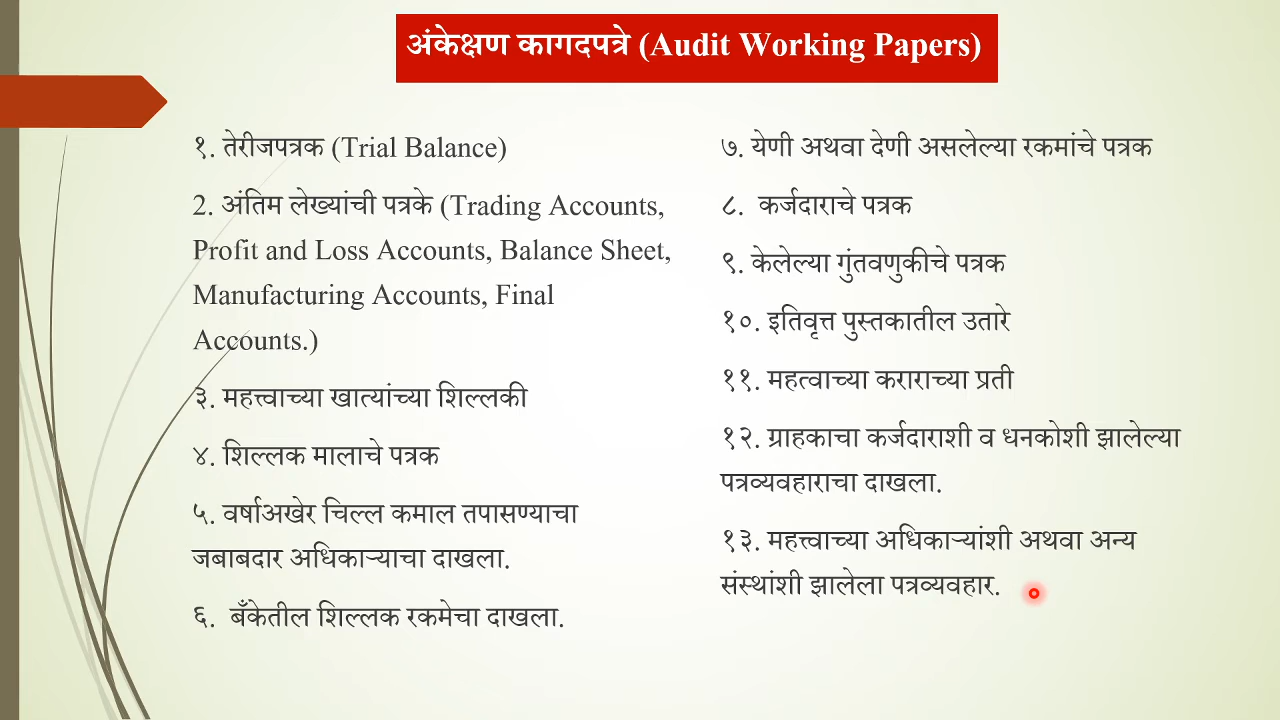 अंकेक्षण कागदपत्रे (Audit Working Papers)
१. तेरीजपत्रक (Trial Balance)
2. अंतिम लेख्यांची पत्रके (Trading Accounts,
Profit and Loss Accounts, Balance Sheet,
Manufacturing Accounts, Final
Accounts.)
३. महत्त्वाच्या खात्यांच्या शिल्लकी
४. शिल्लक मालाचे पत्रक
५. वर्षाअखेर चिल्ल कमाल तपासण्याचा
जबाबदार अधिकाऱ्याचा दाखला.
६. बँकेतील शिल्लक रकमेचा दाखला.
७. येणी अथवा देणी असलेल्या रकमांचे पत्रक
८. कर्जदाराचे पत्रक
९. केलेल्या गुंतवणुकीचे पत्रक
१०. इतिवृत्त पुस्तकातील उतारे
११. महत्वाच्या कराराच्या प्रती
१२. ग्राहकाचा कर्जदाराशी व धनकोशी झालेल्या
पत्रव्यवहाराचा दाखला.
१३. महत्त्वाच्या अधिकाऱ्यांशी अथवा अन्य
संस्थांशी झालेला पत्रव्यवहार.